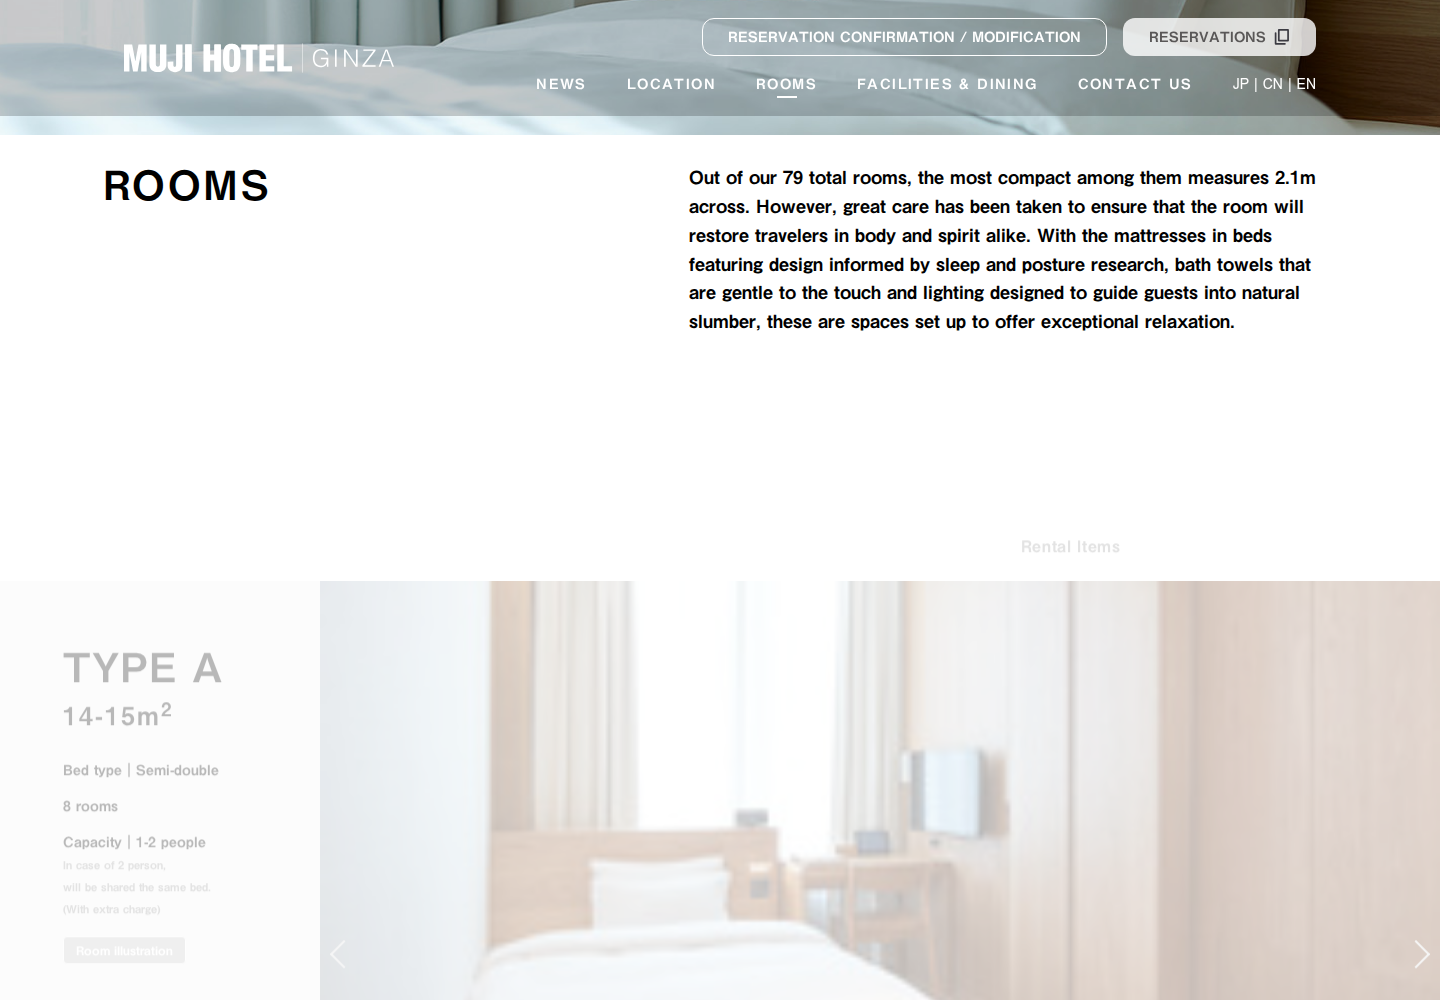 MUJI HOTEL GINZA
RESERVATION CONFIRMATION / MODIFICATION
RESERVATIONS
NEWS LOCATION ROOMS FACILITIES & DINING CONTACT US JP | CN | EN
ROOMS
Out of our 79 total rooms, the most compact among them measures 2.1m
across. However, great care has been taken to ensure that the room will
restore travelers in body and spirit alike. With the mattresses in beds
featuring design informed by sleep and posture research, bath towels that
are gentle to the touch and lighting designed to guide guests into natural
slumber, these are spaces set up to offer exceptional relaxation.
Rental Items
TYPE A
14-15m²
Bed type | Semi-double
8 rooms
Capacity | 1-2 people
In case of 2 person,
will be shared the same bed.
(With extra charge)
Room illustration